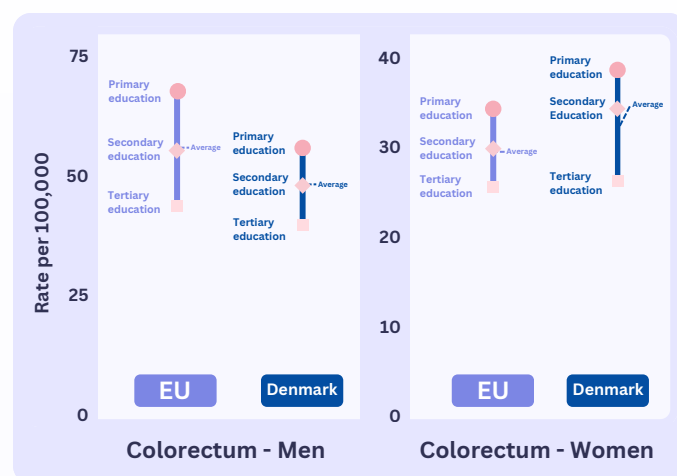 Rate per 100,000
75
50
25
0
Primary
education
Secondary
education
Average
Tertiary
education
Primary
education
Secondary
education
Average
Tertiary
education
EU
Denmark
Colorectum - Men
40
30
20
10
0
Primary
education
Secondary
education
Average
Tertiary
education
Primary
education
Secondary
Education
Average
Tertiary
education
EU
Denmark
Colorectum - Women